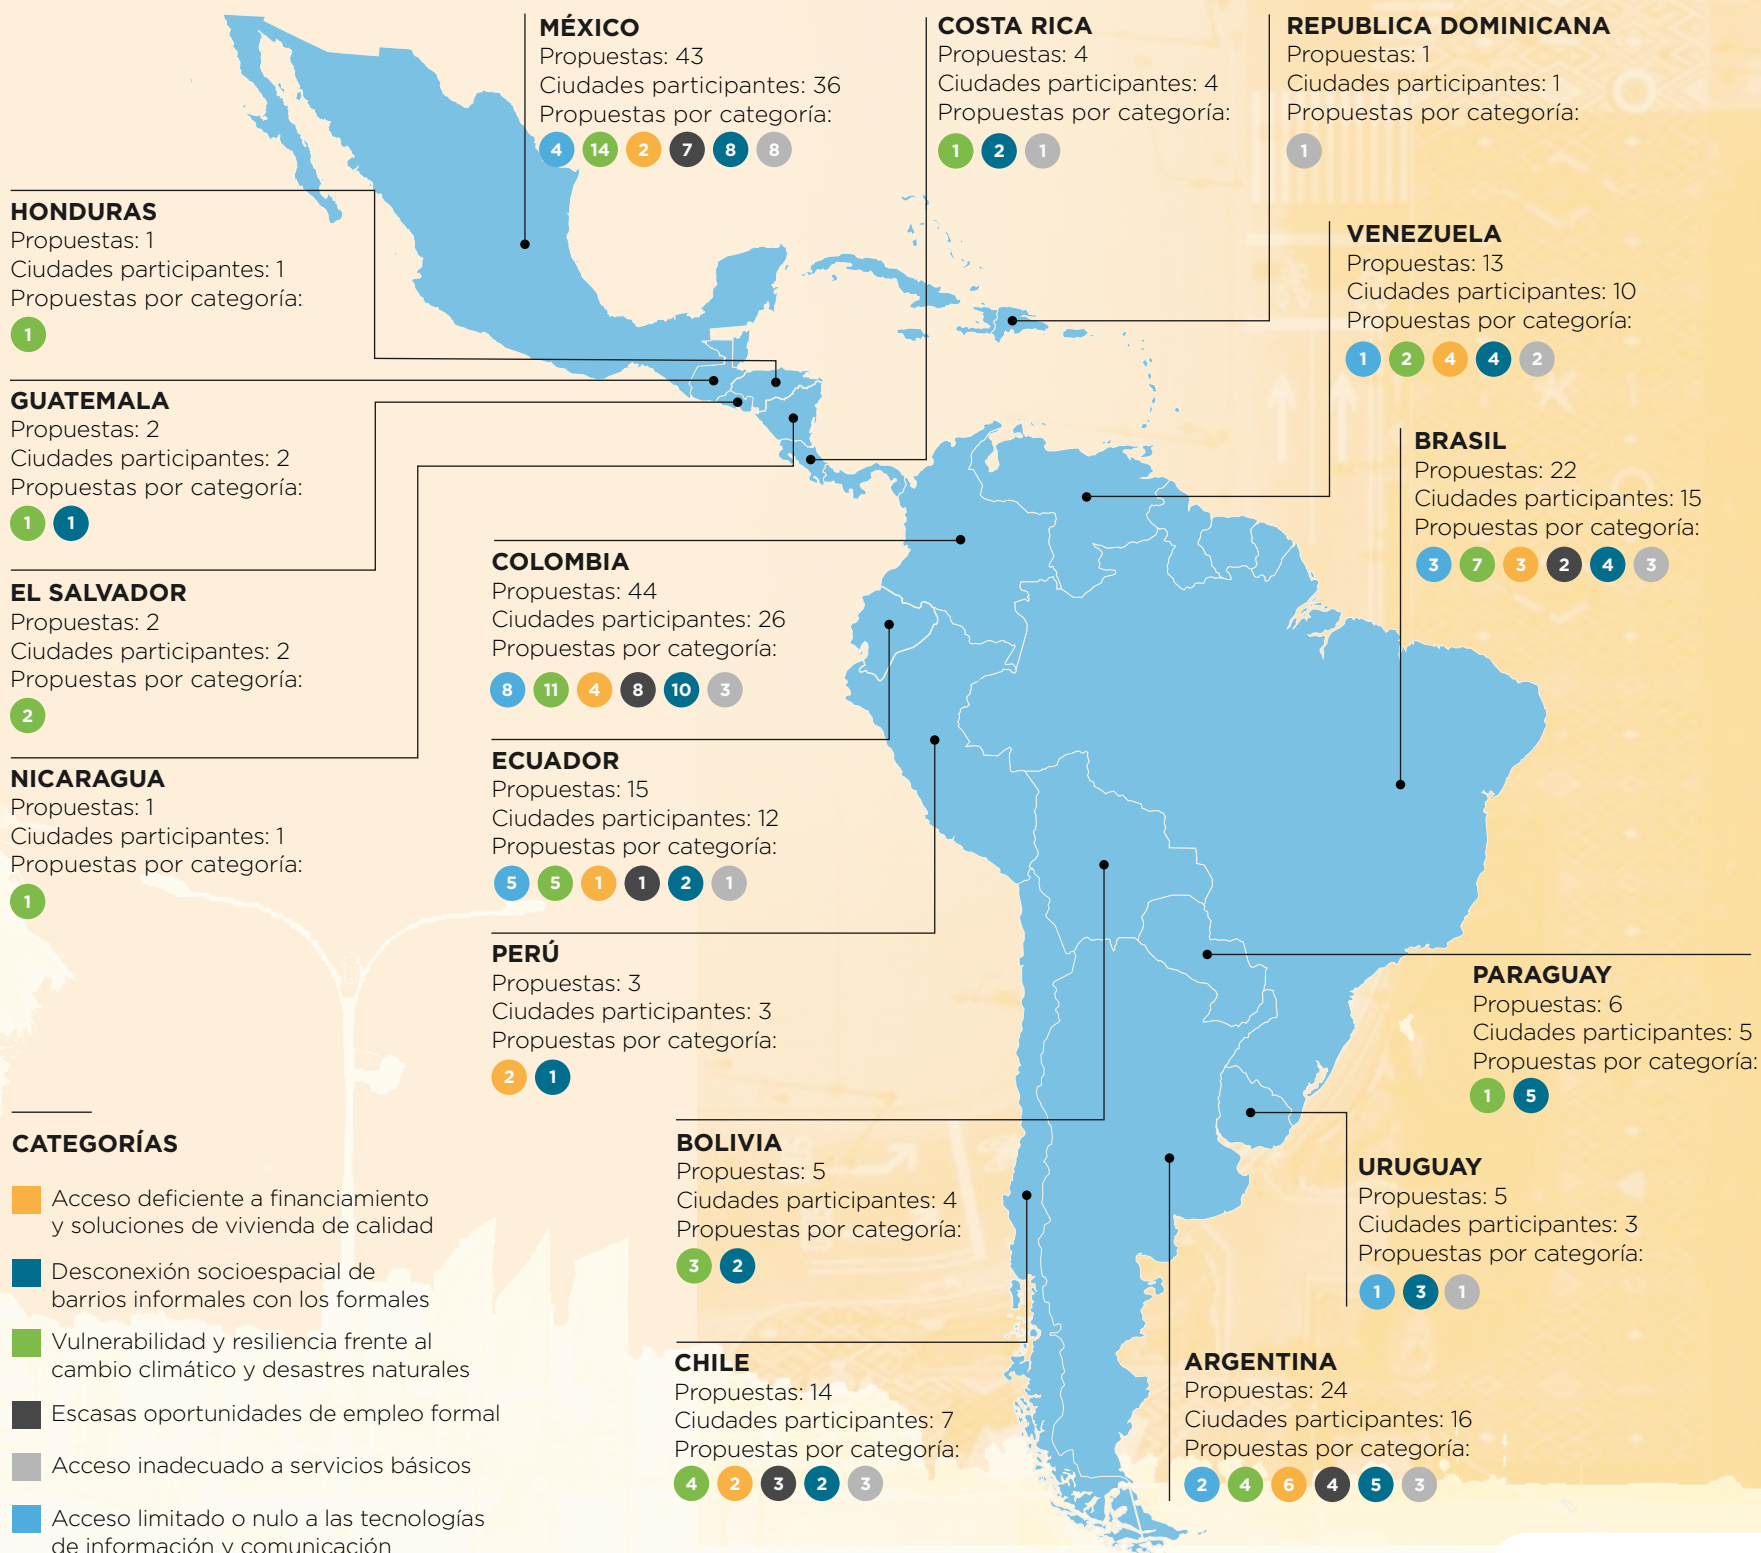 MÉXICO
Propuestas: 43
Ciudades participantes: 36
Propuestas por categoría:
4 14 2 7 8 8
COSTA RICA
Propuestas: 4
Ciudades participantes: 4
Propuestas por categoría:
1 2 1
REPUBLICA DOMINICANA
Propuestas: 1
Ciudades participantes: 1
Propuestas por categoría:
1
HONDURAS
Propuestas: 1
Ciudades participantes: 1
Propuestas por categoría:
1
VENEZUELA
Propuestas: 13
Ciudades participantes: 10
Propuestas por categoría:
1 2 4 4 2
GUATEMALA
Propuestas: 2
Ciudades participantes: 2
Propuestas por categoría:
1 1
BRASIL
Propuestas: 22
Ciudades participantes: 15
Propuestas por categoría:
3 7 3 2 4 3
COLOMBIA
Propuestas: 44
Ciudades participantes: 26
Propuestas por categoría:
8 11 4 8 10 3
EL SALVADOR
Propuestas: 2
Ciudades participantes: 2
Propuestas por categoría:
2
ECUADOR
Propuestas: 15
Ciudades participantes: 12
Propuestas por categoría:
5 5 1 1 2 1
NICARAGUA
Propuestas: 1
Ciudades participantes: 1
Propuestas por categoría:
1
PERÚ
Propuestas: 3
Ciudades participantes: 3
Propuestas por categoría:
2 1
PARAGUAY
Propuestas: 6
Ciudades participantes: 5
Propuestas por categoría:
1 5
BOLIVIA
Propuestas: 5
Ciudades participantes: 4
Propuestas por categoría:
3 2
URUGUAY
Propuestas: 5
Ciudades participantes: 3
Propuestas por categoría:
1 3 1
CHILE
Propuestas: 14
Ciudades participantes: 7
Propuestas por categoría:
4 2 3 2 3
ARGENTINA
Propuestas: 24
Ciudades participantes: 16
Propuestas por categoría:
2 4 6 4 5 3
CATEGORÍAS
Acceso deficiente a financiamiento
y soluciones de vivienda de calidad
Desconexión socioespacial de
barrios informales con los formales
Vulnerabilidad y resiliencia frente al
cambio climático y desastres naturales
Escasas oportunidades de empleo formal
Acceso inadecuado a servicios básicos
Acceso limitado o nulo a las tecnologías
de información y comunicación